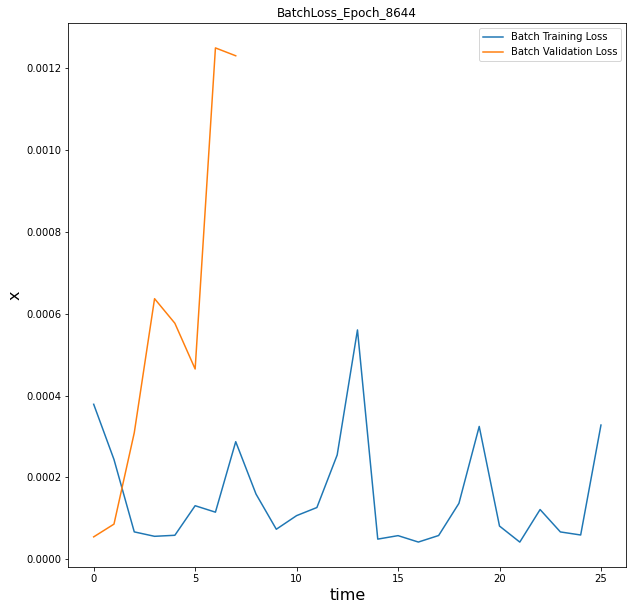 BatchLoss_Epoch_8644
Batch Training Loss
Batch Validation Loss
0.0012
0.0010
0.0008
0.0006
0.0004
0.0002
0.0000
x
0
5
10
15
20
25
time